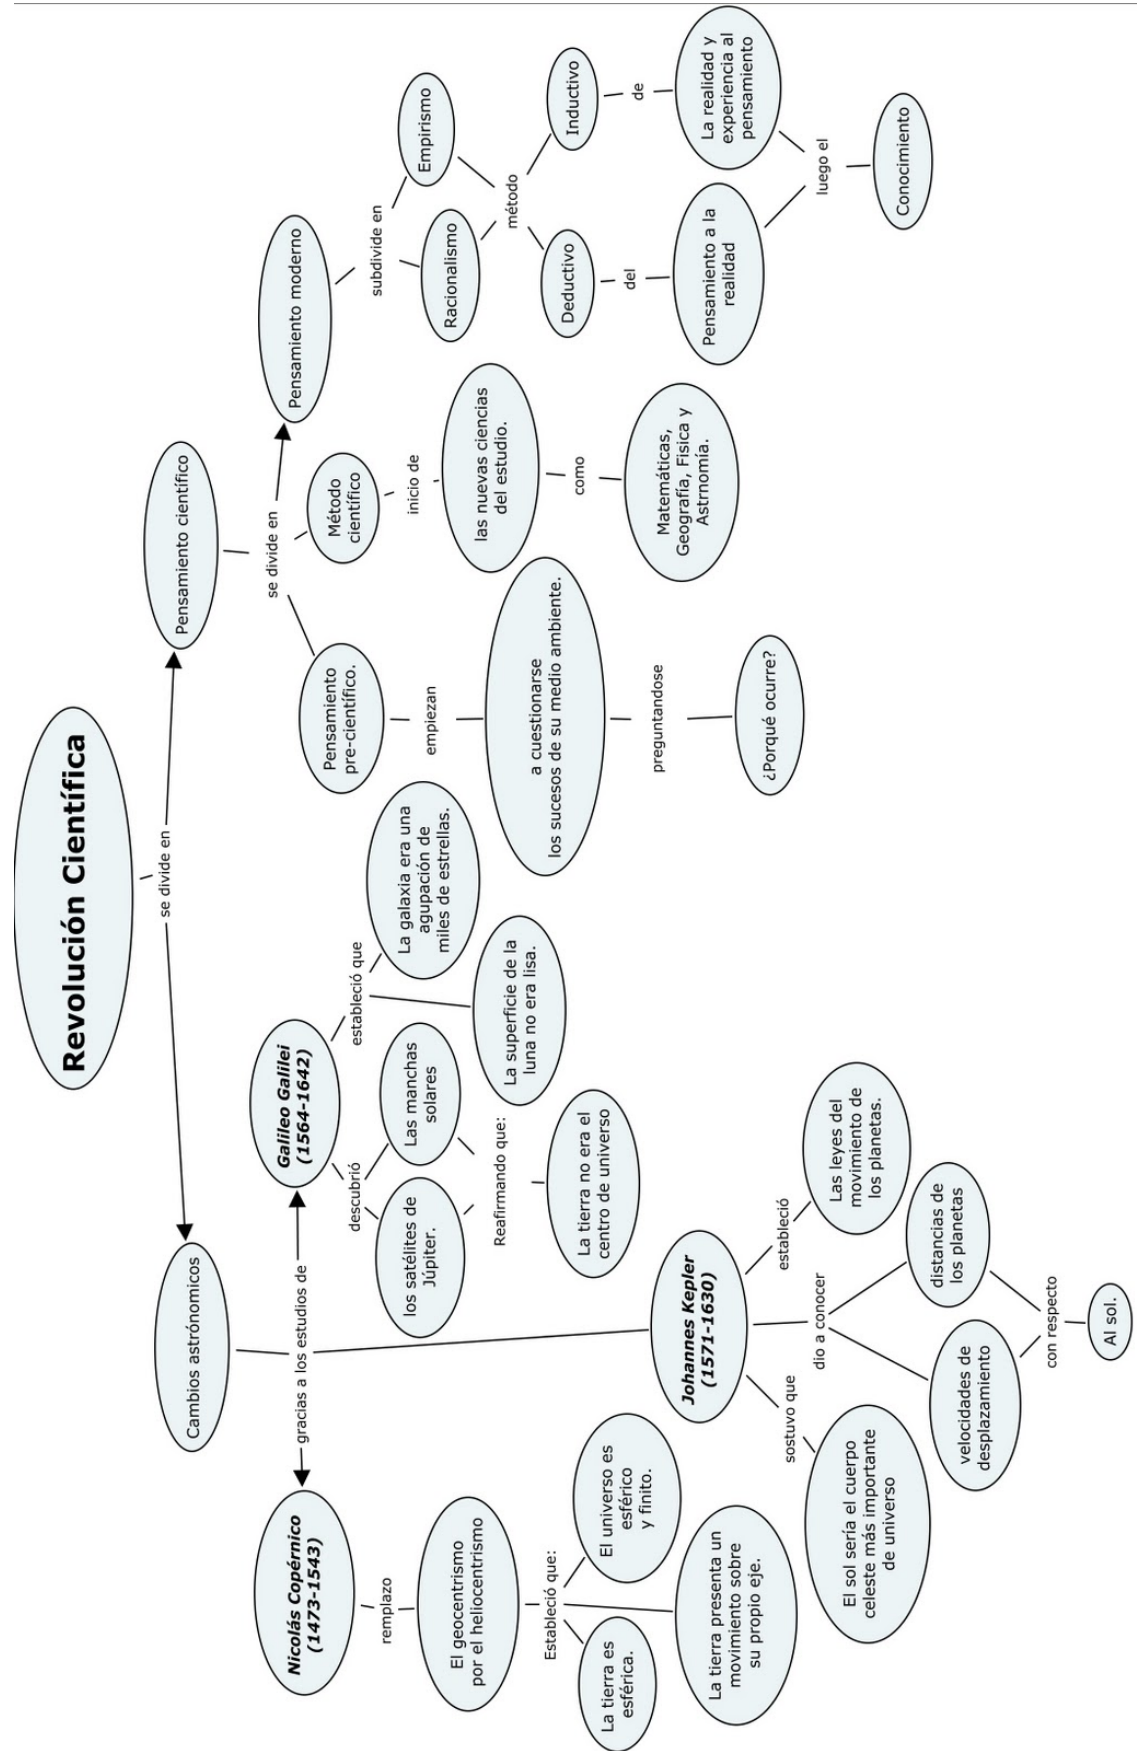 Revolución Científica
se divide en
Cambios astrónomicos
gracias a los estudios de
Nicolás Copérnico
(1473-1543)
remplazo
El geocentrismo
por el heliocentrismo
Estableció que:
La tierra es
esférica.
La tierra presenta un
movimiento sobre
su propio eje.
El universo es
esférico
y finito.
Johannes Kepler
(1571-1630)
sostuvo que
El sol sería el cuerpo
celeste más importante
de universo
dio a conocer
velocidades de
desplazamiento
distancias de
los planetas
con respecto
Al sol.
estableció
Las leyes del
movimiento de
los planetas.
Galileo Galilei
(1564-1642)
descubrió
los satélites de
Júpiter.
Las manchas
solares
Reafirmando que:
La tierra no era el
centro de universo
estableció que
La superficie de la
luna no era lisa.
La galaxia era una
agupación de
miles de estrellas.
Pensamiento científico
se divide en
Pensamiento
pre-científico.
empiezan
a cuestionarse
los sucesos de su medio ambiente.
preguntandose
¿Porqué ocurre?
Método
científico
inicio de
las nuevas ciencias
del estudio.
como
Matemáticas,
Geografía, Fisica y
Astrnomía.
Pensamiento moderno
subdivide en
Racionalismo
Empirismo
método
Deductivo
del
Pensamiento a la
realidad
Inductivo
de
La realidad y
experiencia al
pensamiento
luego el
Conocimiento